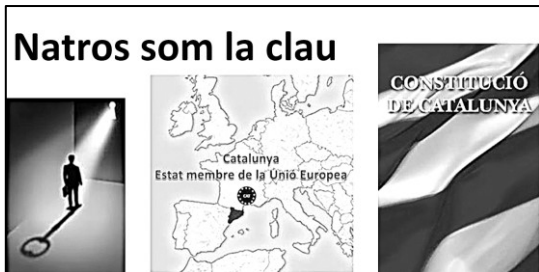 Natros som la clau
Catalunya
Estat membre de la Unió Europea
CONSTITUCIÓ
DE CATALUNYA